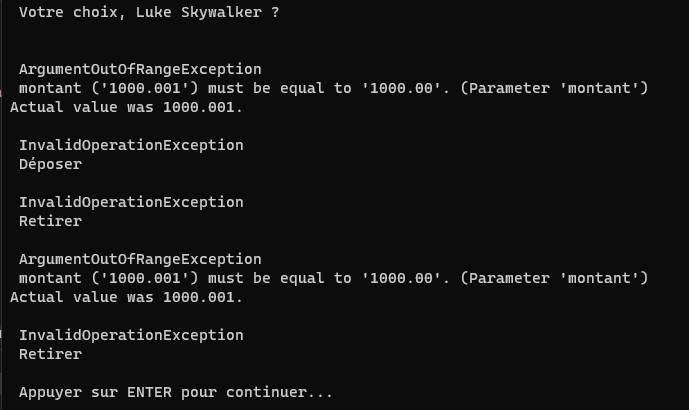 Votre choix, Luke Skywalker ?
ArgumentOutOfRangeException
montant ('1000.001') must be equal to '1000.00'. (Parameter 'montant')
Actual value was 1000.001.
InvalidOperationException
Déposer
InvalidOperationException
Retirer
ArgumentOutOfRangeException
montant ('1000.001') must be equal to '1000.00'. (Parameter 'montant')
Actual value was 1000.001.
InvalidOperationException
Retirer
Appuyer sur ENTER pour continuer...